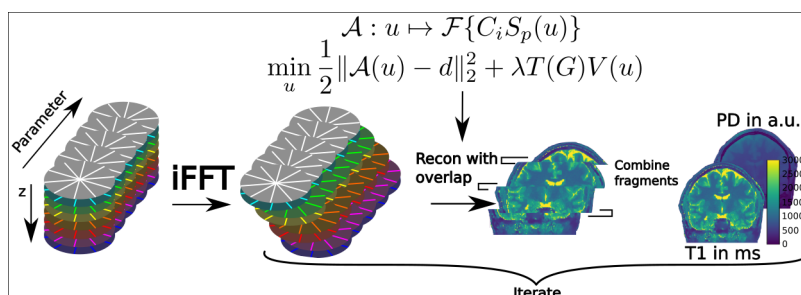 𝒜 : u ↦ ℱ{C_i S_p(u)}
min_u 1/2 ‖𝒜(u) − d‖_2^2 + λT(G)V(u)
Parameter
z
iFFT
Recon with
overlap
Combine
fragments
PD in a.u.
3000
2500
2000
1500
1000
500
0
T1 in ms
Iterate